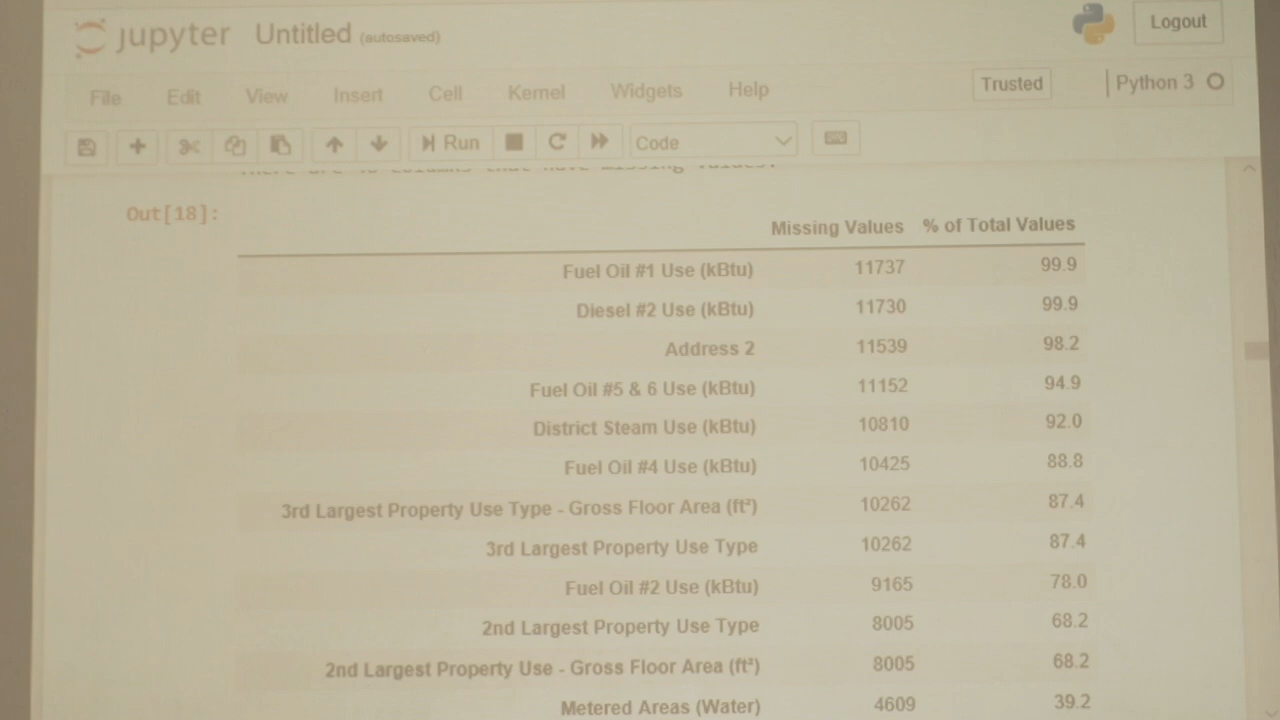 jupyter Untitled (autosaved)
Logout
File Edit View Insert Cell Kernel Widgets Help
Trusted
Python 3
Run
Code
columns that have missing values.
Out[18]:
Missing Values % of Total Values
Fuel Oil #1 Use (kBtu) 11737 99.9
Diesel #2 Use (kBtu) 11730 99.9
Address 2 11539 98.2
Fuel Oil #5 & 6 Use (kBtu) 11152 94.9
District Steam Use (kBtu) 10810 92.0
Fuel Oil #4 Use (kBtu) 10425 88.8
3rd Largest Property Use Type - Gross Floor Area (ft²) 10262 87.4
3rd Largest Property Use Type 10262 87.4
Fuel Oil #2 Use (kBtu) 9165 78.0
2nd Largest Property Use Type 8005 68.2
2nd Largest Property Use - Gross Floor Area (ft²) 8005 68.2
Metered Areas (Water) 4609 39.2